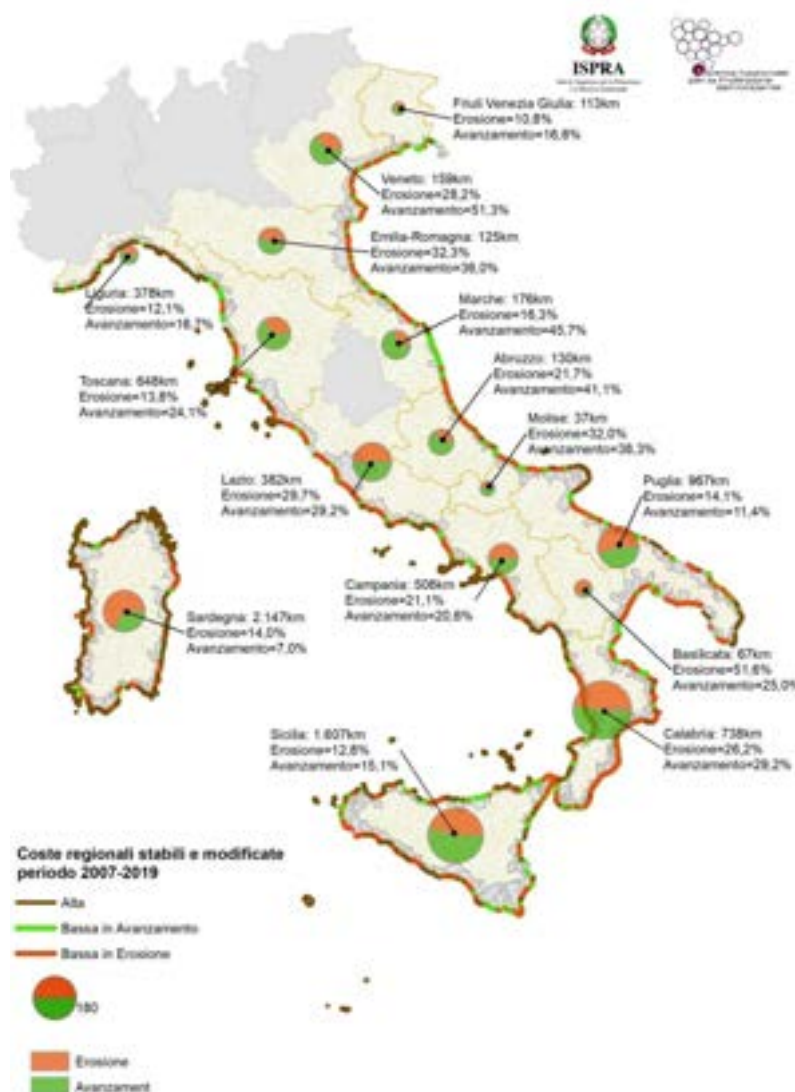 ISPRA
Friuli Venezia Giulia: 113km
Erosione=10,8%
Avanzamento=16,6%
Veneto: 159km
Erosione=28,2%
Avanzamento=51,3%
Emilia-Romagna: 125km
Erosione=32,3%
Avanzamento=36,0%
Liguria: 378km
Erosione=12,1%
Avanzamento=16,7%
Marche: 176km
Erosione=16,3%
Avanzamento=45,7%
Abruzzo: 130km
Erosione=21,7%
Avanzamento=41,1%
Toscana: 648km
Erosione=13,8%
Avanzamento=24,1%
Molise: 37km
Erosione=32,0%
Avanzamento=38,3%
Lazio: 382km
Erosione=29,7%
Avanzamento=29,2%
Puglia: 967km
Erosione=14,1%
Avanzamento=11,4%
Campania: 506km
Erosione=21,1%
Avanzamento=20,8%
Sardegna: 2.147km
Erosione=14,0%
Avanzamento=7,0%
Basilicata: 67km
Erosione=51,6%
Avanzamento=25,0%
Sicilia: 1.607km
Erosione=12,8%
Avanzamento=15,1%
Calabria: 738km
Erosione=26,2%
Avanzamento=29,2%
Coste regionali stabili e modificate
periodo 2007-2019
Alta
Bassa in Avanzamento
Bassa in Erosione
180
Erosione
Avanzament